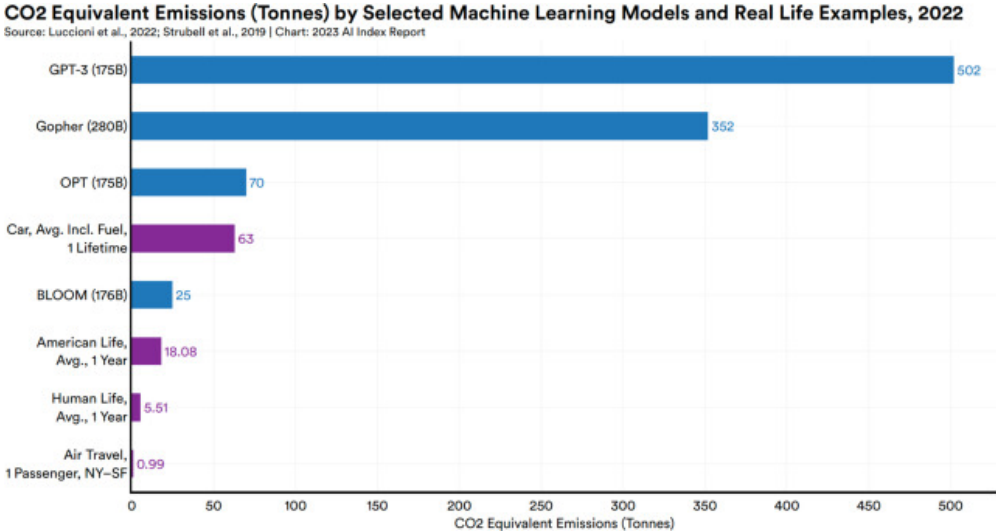 CO2 Equivalent Emissions (Tonnes) by Selected Machine Learning Models and Real Life Examples, 2022
Source: Luccioni et al., 2022; Strubell et al., 2019 | Chart: 2023 AI Index Report
GPT-3 (175B)
502
Gopher (280B)
352
OPT (175B)
70
Car, Avg. Incl. Fuel,
1 Lifetime
63
BLOOM (176B)
25
American Life,
Avg., 1 Year
18.08
Human Life,
Avg., 1 Year
5.51
Air Travel,
1 Passenger, NY–SF
0.99
0 50 100 150 200 250 300 350 400 450 500
CO2 Equivalent Emissions (Tonnes)